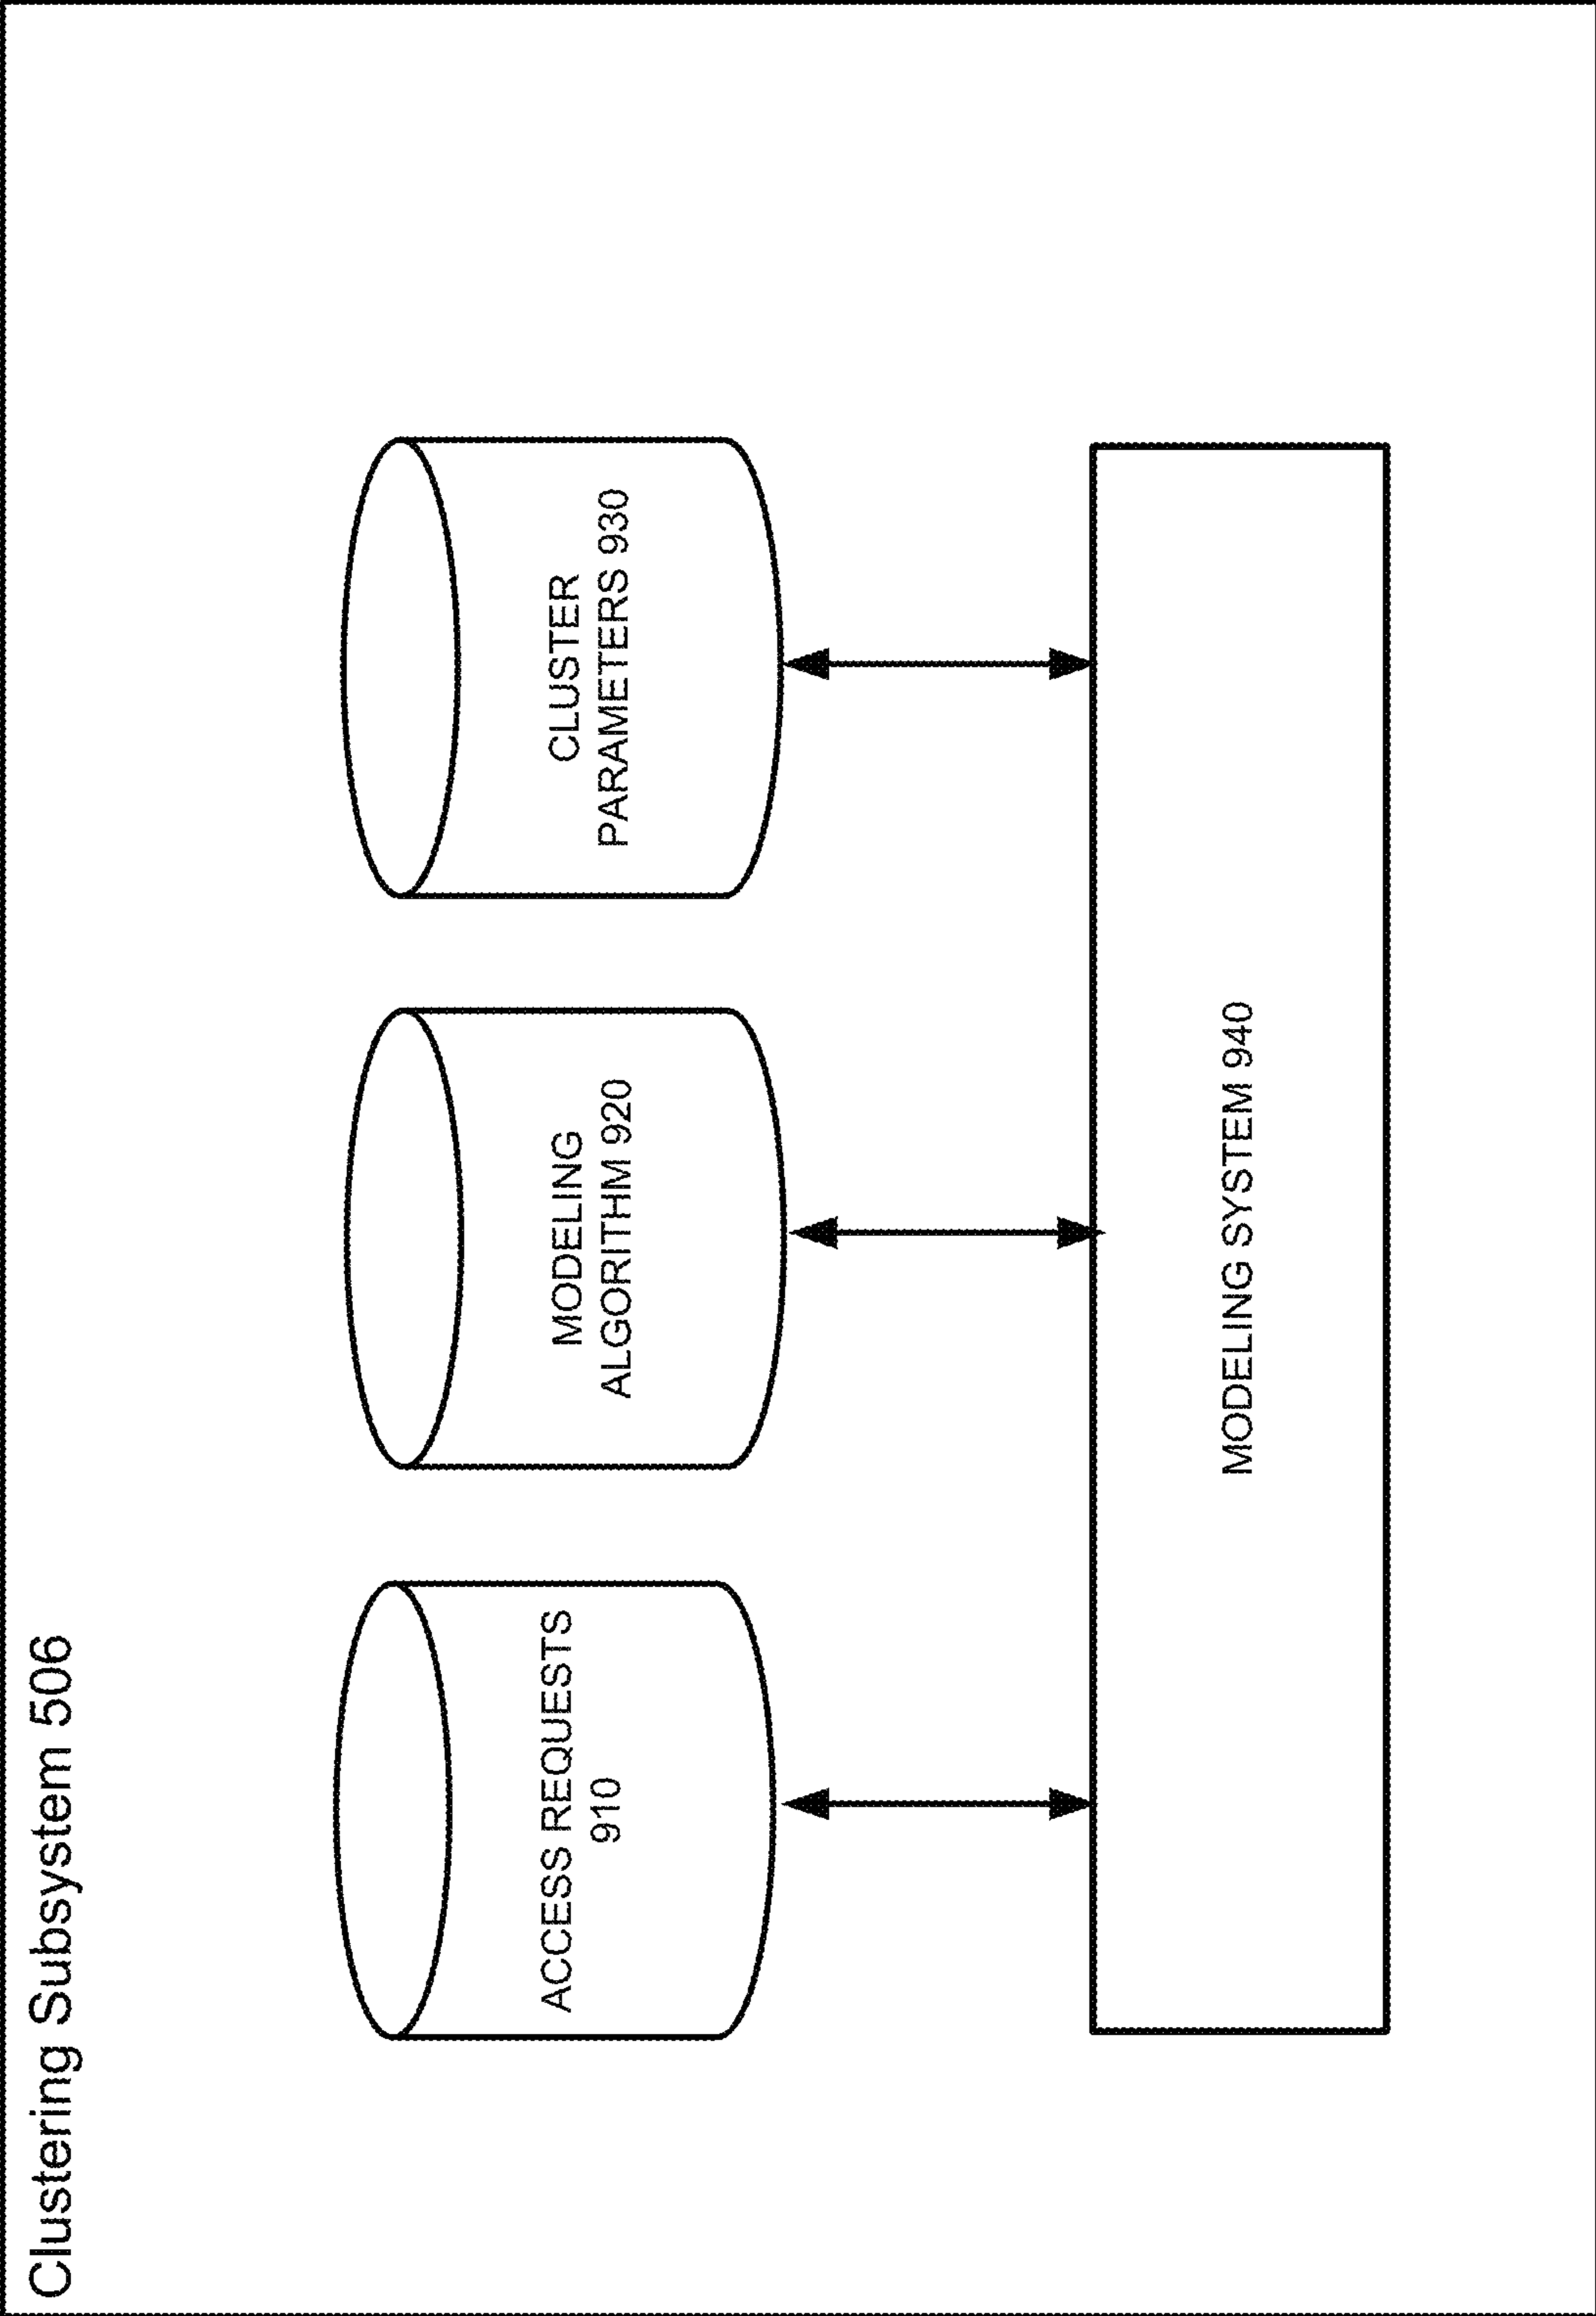 Clustering Subsystem 506
ACCESS REQUESTS
910
MODELING
ALGORITHM 920
CLUSTER
PARAMETERS 930
MODELING SYSTEM 940